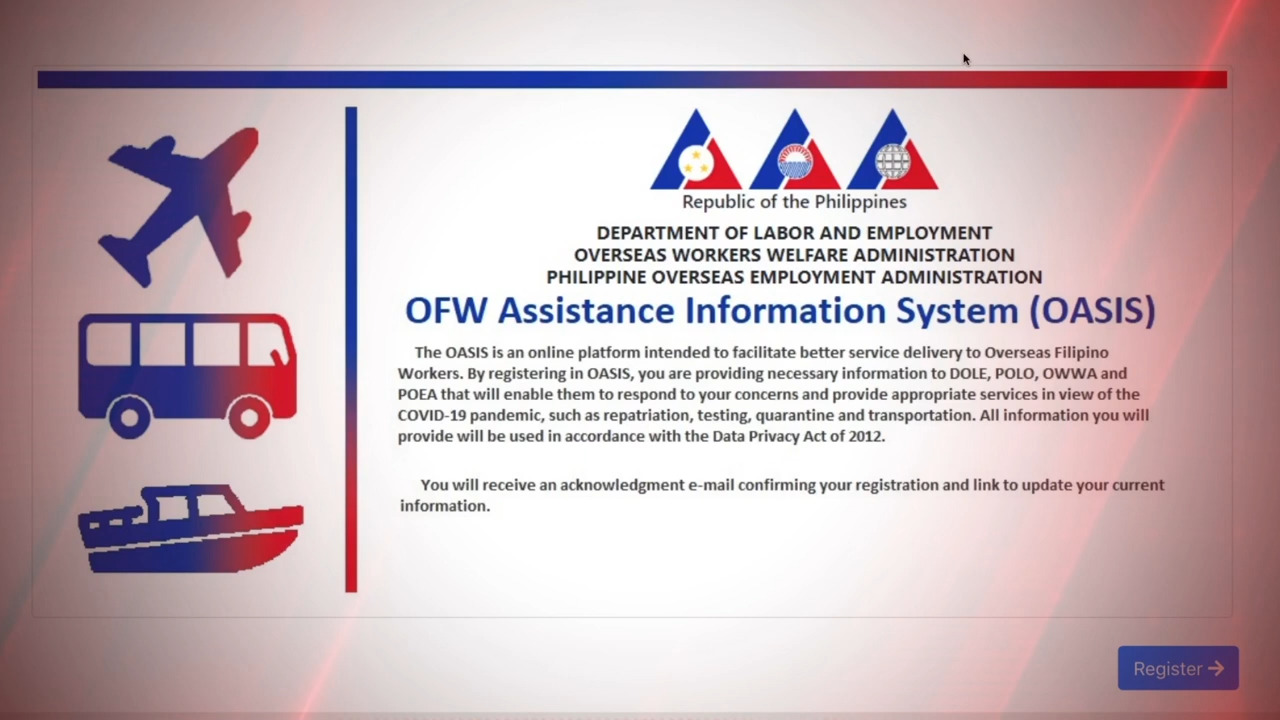 Republic of the Philippines
DEPARTMENT OF LABOR AND EMPLOYMENT
OVERSEAS WORKERS WELFARE ADMINISTRATION
PHILIPPINE OVERSEAS EMPLOYMENT ADMINISTRATION
OFW Assistance Information System (OASIS)
The OASIS is an online platform intended to facilitate better service delivery to Overseas Filipino
Workers. By registering in OASIS, you are providing necessary information to DOLE, POLO, OWWA and
POEA that will enable them to respond to your concerns and provide appropriate services in view of the
COVID-19 pandemic, such as repatriation, testing, quarantine and transportation. All information you will
provide will be used in accordance with the Data Privacy Act of 2012.
You will receive an acknowledgment e-mail confirming your registration and link to update your current
information.
Register →